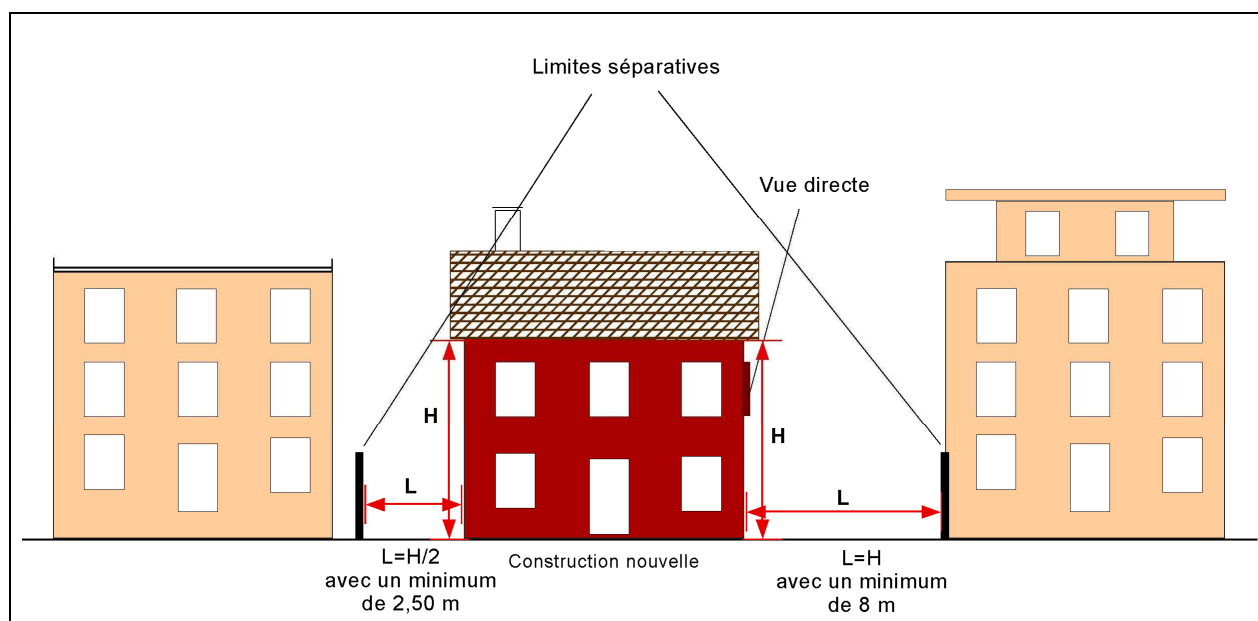 Limites séparatives
Vue directe
H
H
L
L
L=H/2
avec un minimum
de 2,50 m
Construction nouvelle
L=H
avec un minimum
de 8 m